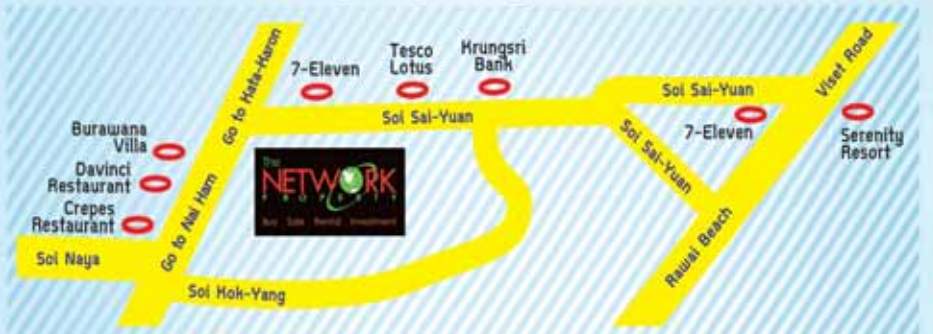 Go to Kata-Karon
7-Eleven
Tesco
Lotus
Krungsri
Bank
Soi Sai-Yuan
Soi Sai-Yuan
Viset Road
7-Eleven
Serenity
Resort
Soi Sai-Yuan
Burawana
Villa
Davinci
Restaurant
Crepes
Restaurant
Go to Nai Harn
The
NETWORK
PROPERTY
Buy Sale Rental Investment
Rawai Beach
Soi Naya
Soi Kok-Yang